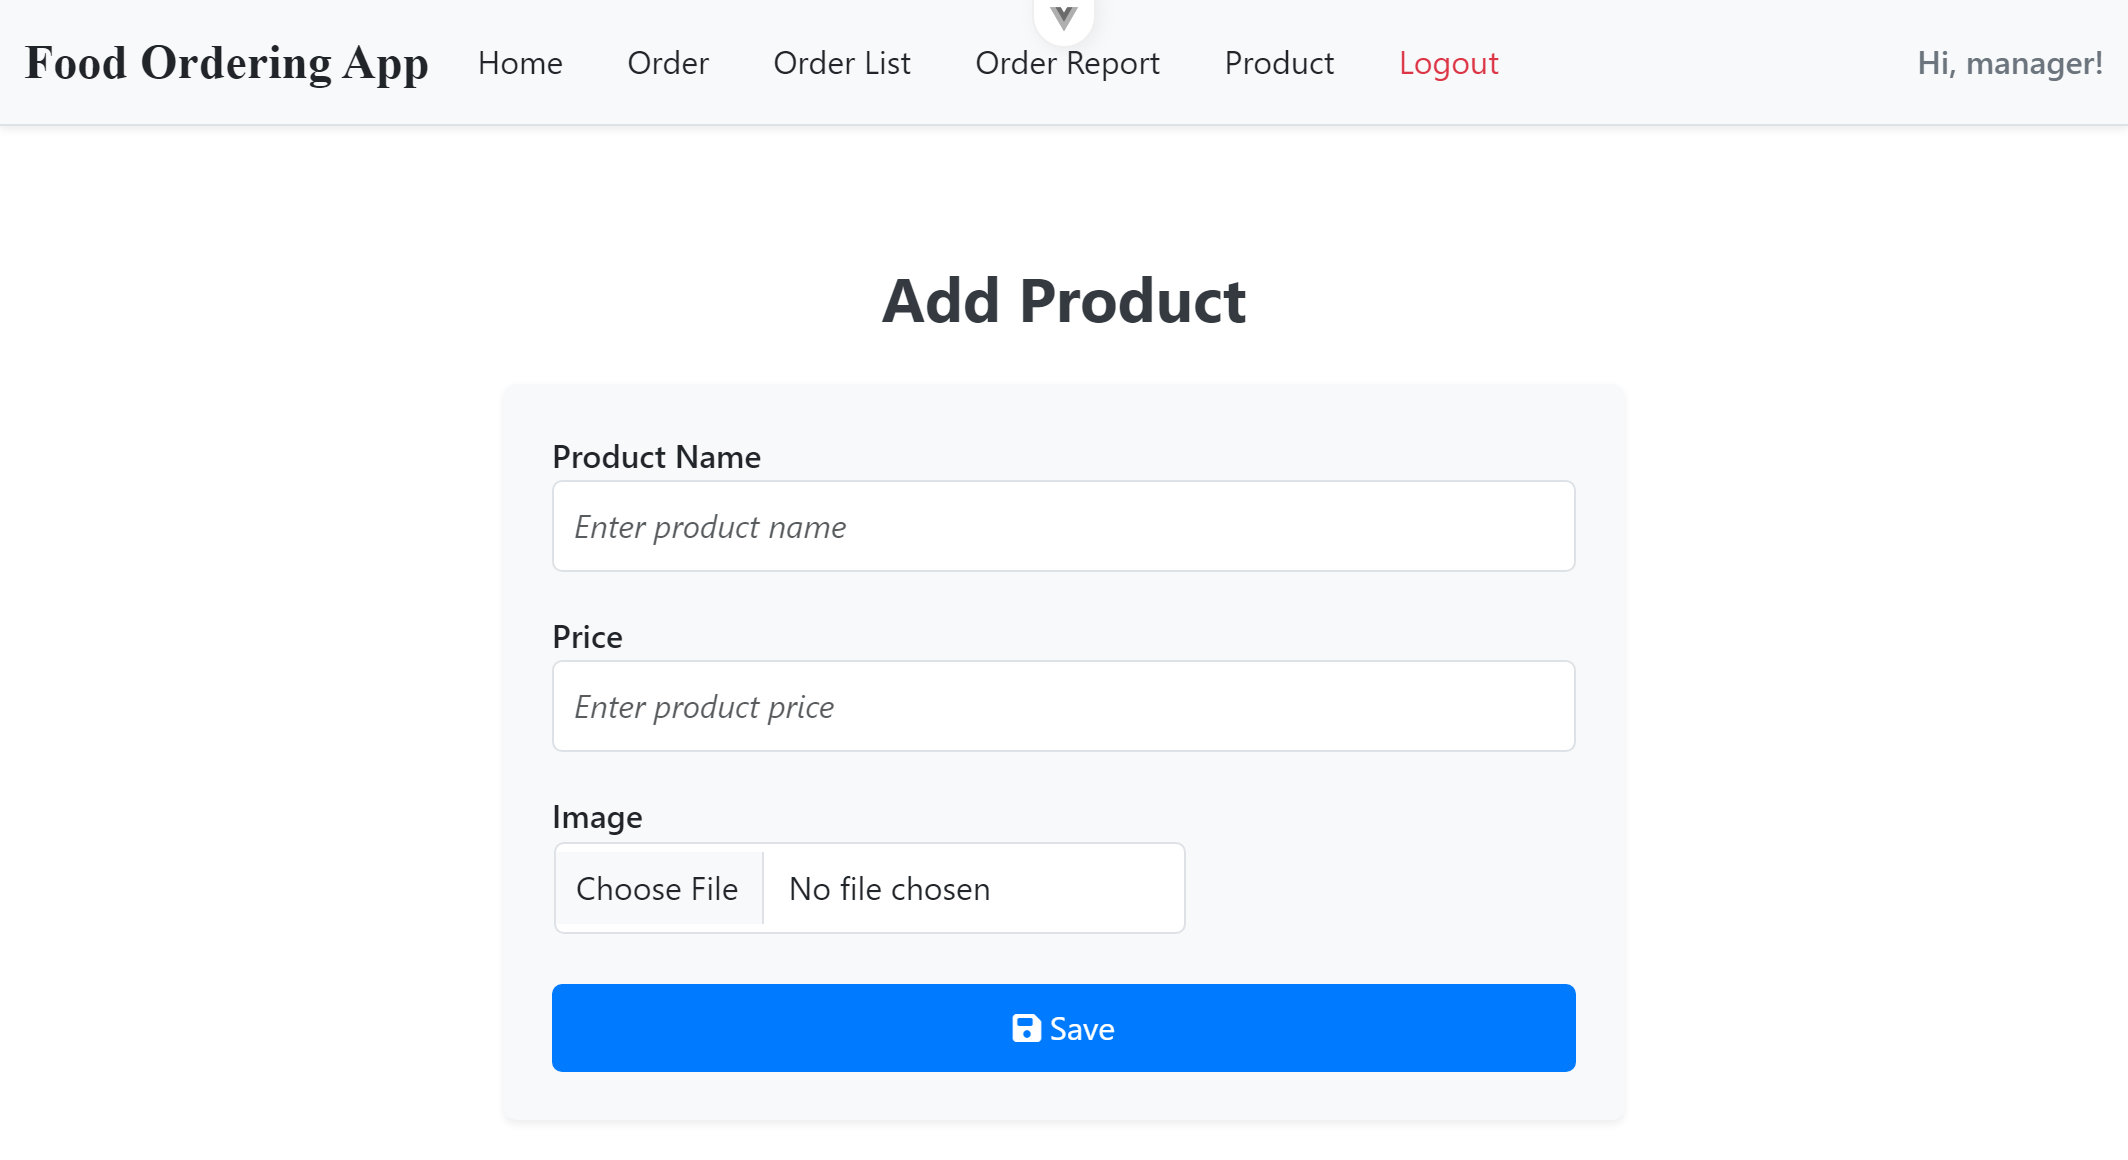 Food Ordering App Home Order Order List Order Report Product Logout Hi, manager!
Add Product
Product Name
Enter product name
Price
Enter product price
Image
Choose File No file chosen
Save